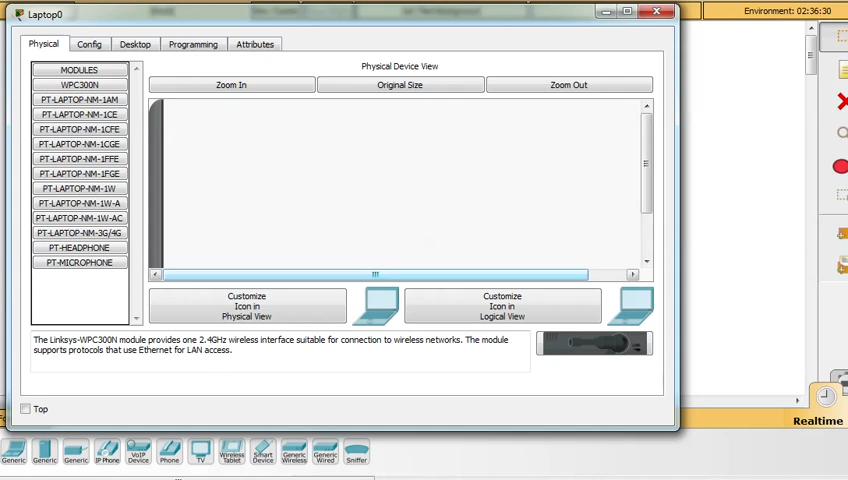 Laptop0
Environment: 02:36:30
Physical
Config
Desktop
Programming
Attributes
MODULES
WPC300N
PT-LAPTOP-NM-1AM
PT-LAPTOP-NM-1CE
PT-LAPTOP-NM-1CFE
PT-LAPTOP-NM-1CGE
PT-LAPTOP-NM-1FFE
PT-LAPTOP-NM-1FGE
PT-LAPTOP-NM-1W
PT-LAPTOP-NM-1W-A
PT-LAPTOP-NM-1W-AC
PT-LAPTOP-NM-3G/4G
PT-HEADPHONE
PT-MICROPHONE
Physical Device View
Zoom In
Original Size
Zoom Out
Customize
Icon in
Physical View
Customize
Icon in
Logical View
The Linksys-WPC300N module provides one 2.4GHz wireless interface suitable for connection to wireless networks. The module
supports protocols that use Ethernet for LAN access.
Top
Realtime
Generic
Generic
Generic
IP Phone
VoIP
Device
Phone
TV
Wireless
Tablet
Smart
Device
Generic
Wireless
Generic
Wired
Sniffer